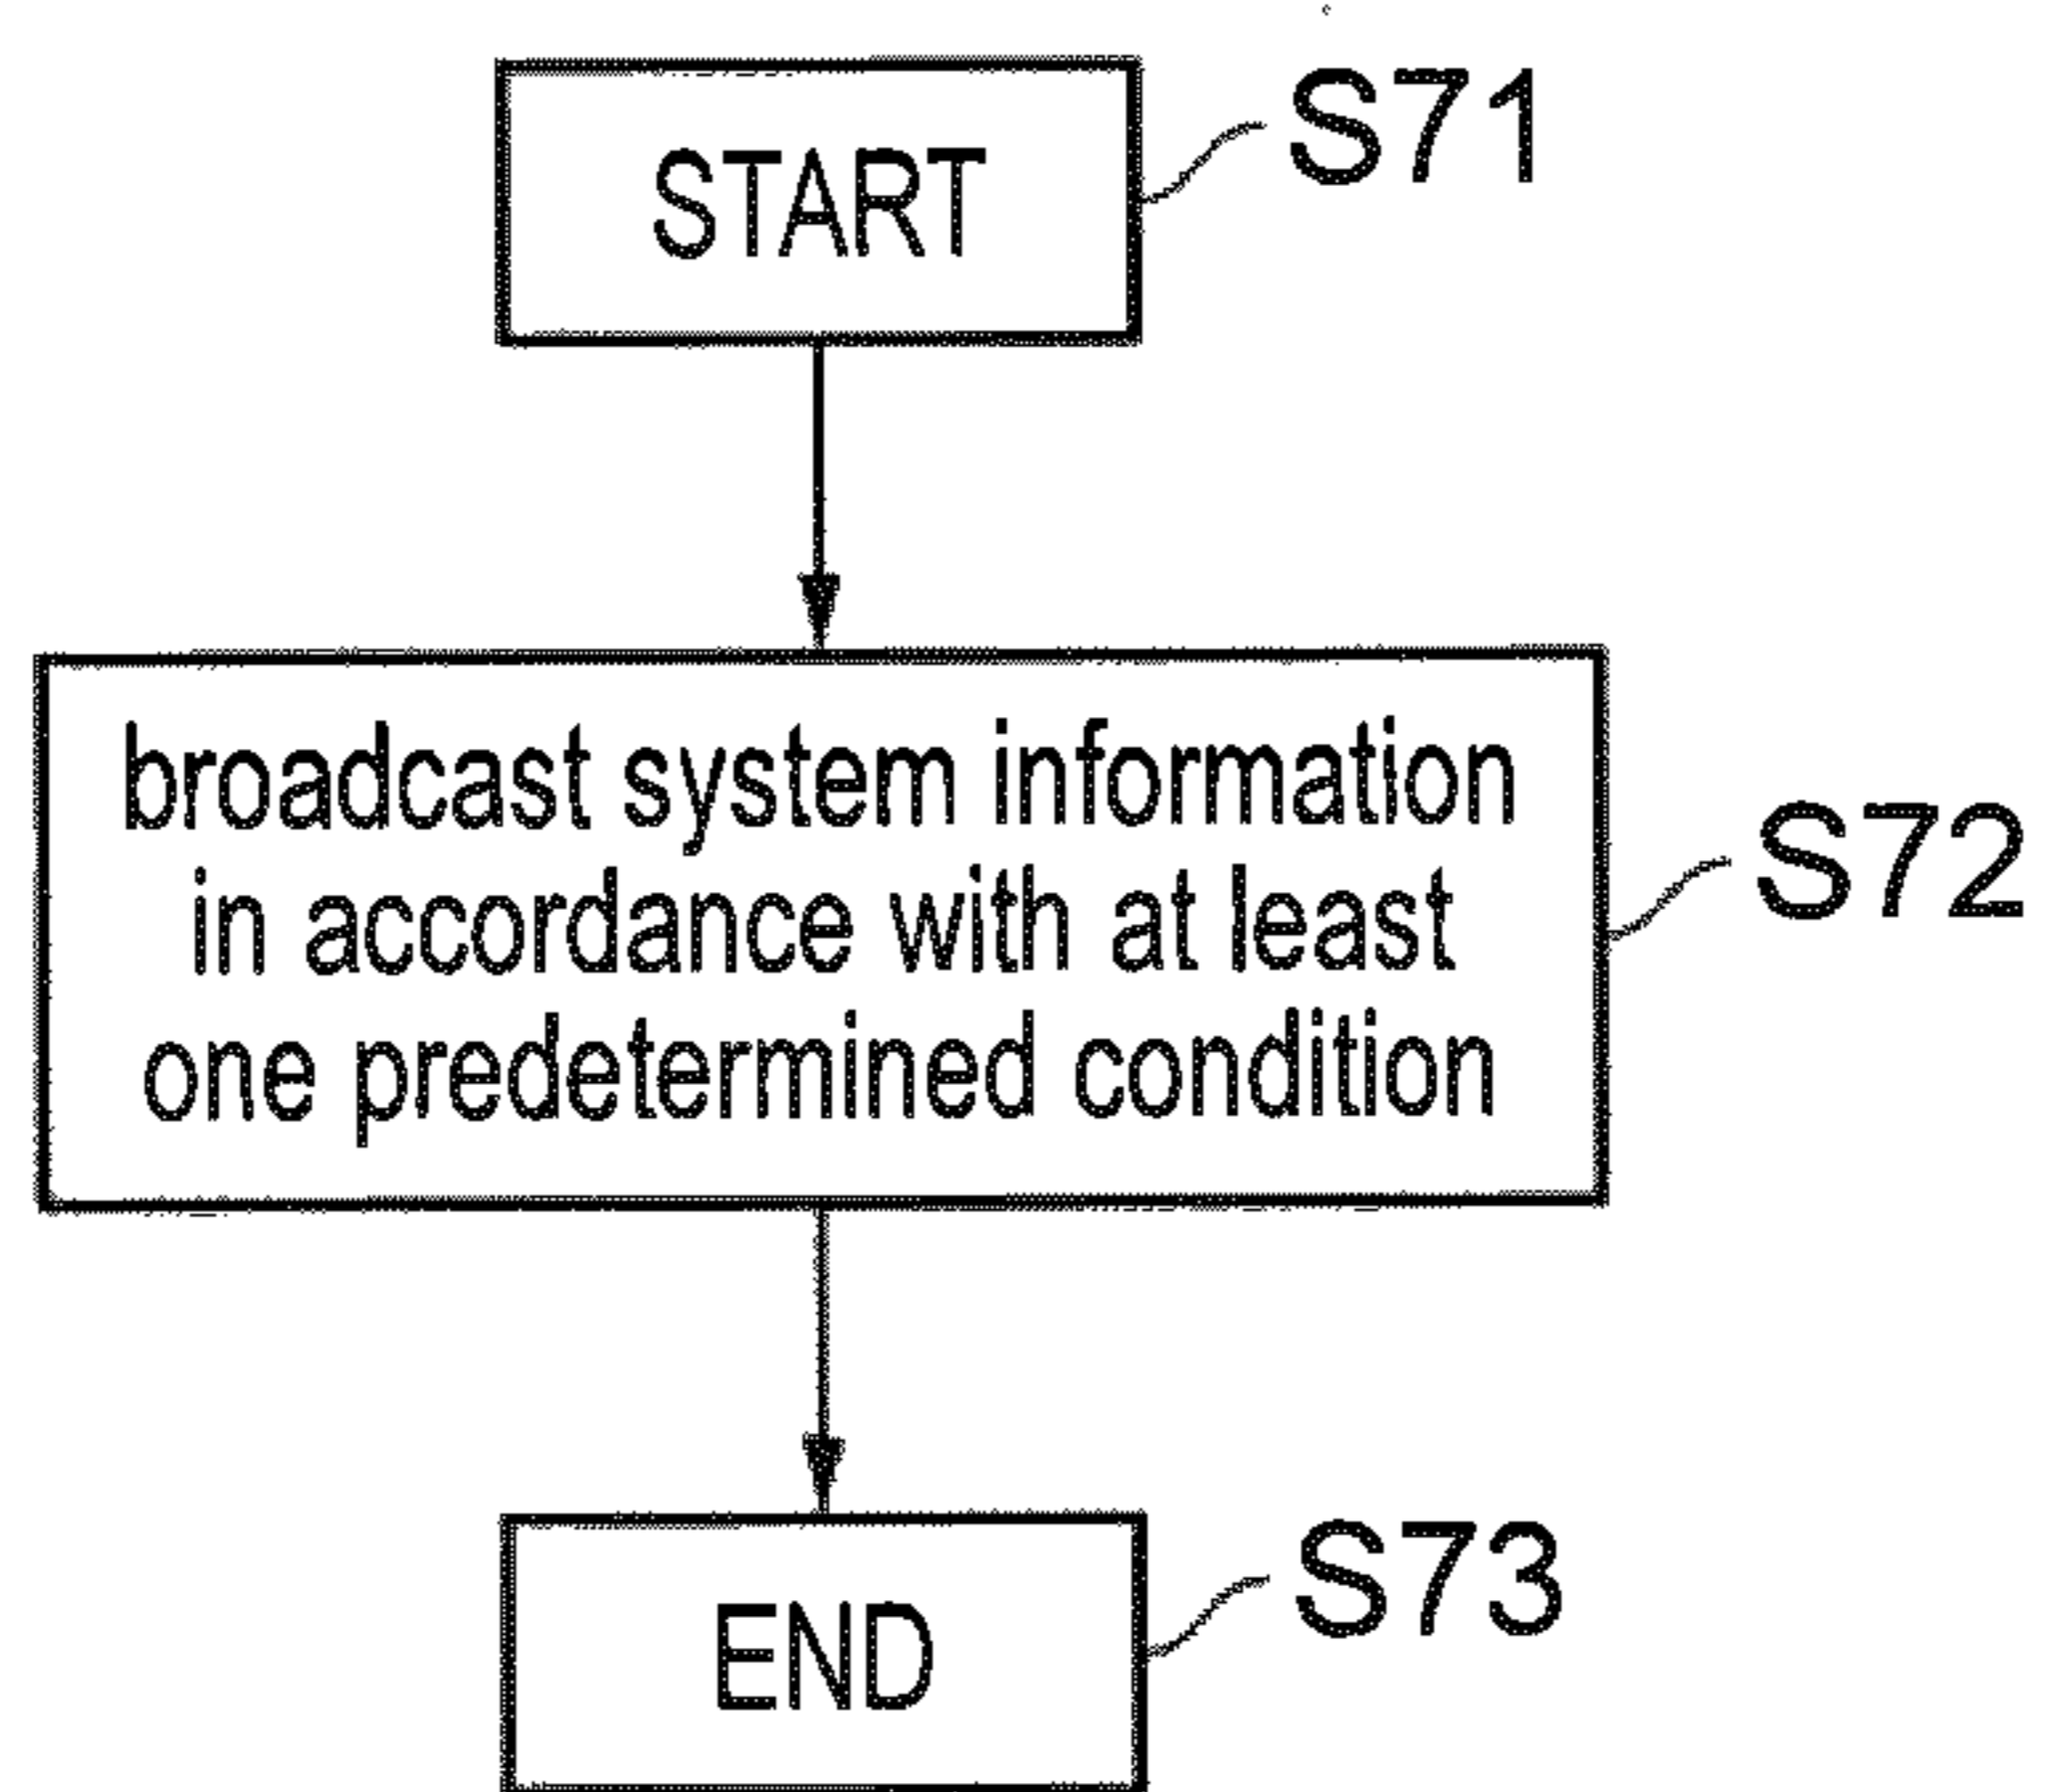 START
S71
broadcast system information
in accordance with at least
one predetermined condition
S72
END
S73